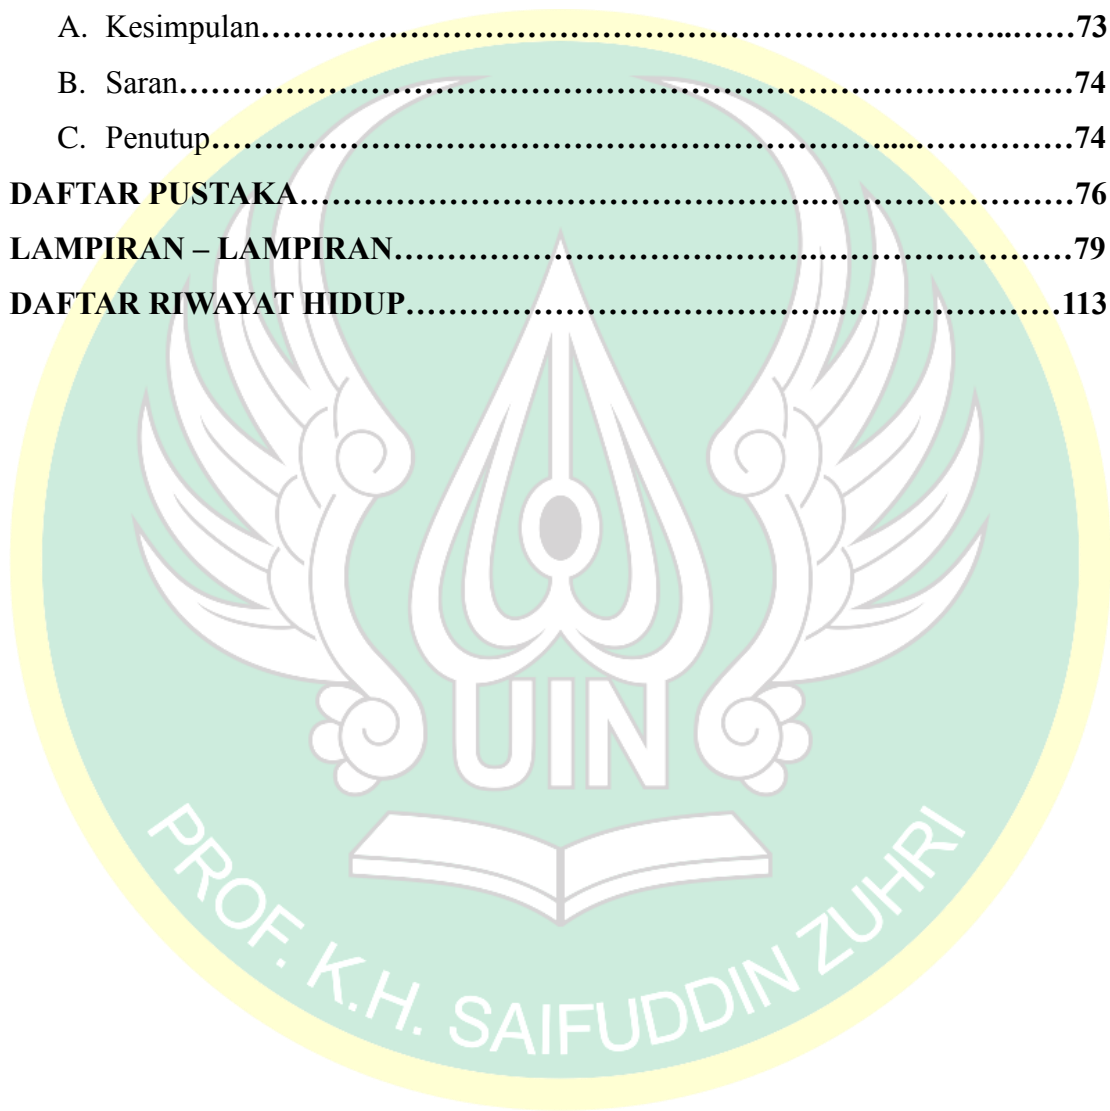 A. Kesimpulan…………………………………………………………………...……73
B. Saran………………………………………………………………………………74
C. Penutup…………………………………………………………....………………74
DAFTAR PUSTAKA………………………………………………….………………………76
LAMPIRAN – LAMPIRAN……………………………………….…………………………79
DAFTAR RIWAYAT HIDUP………………………………………..……………………113
UIN
PROF. K.H. SAIFUDDIN ZUHRI